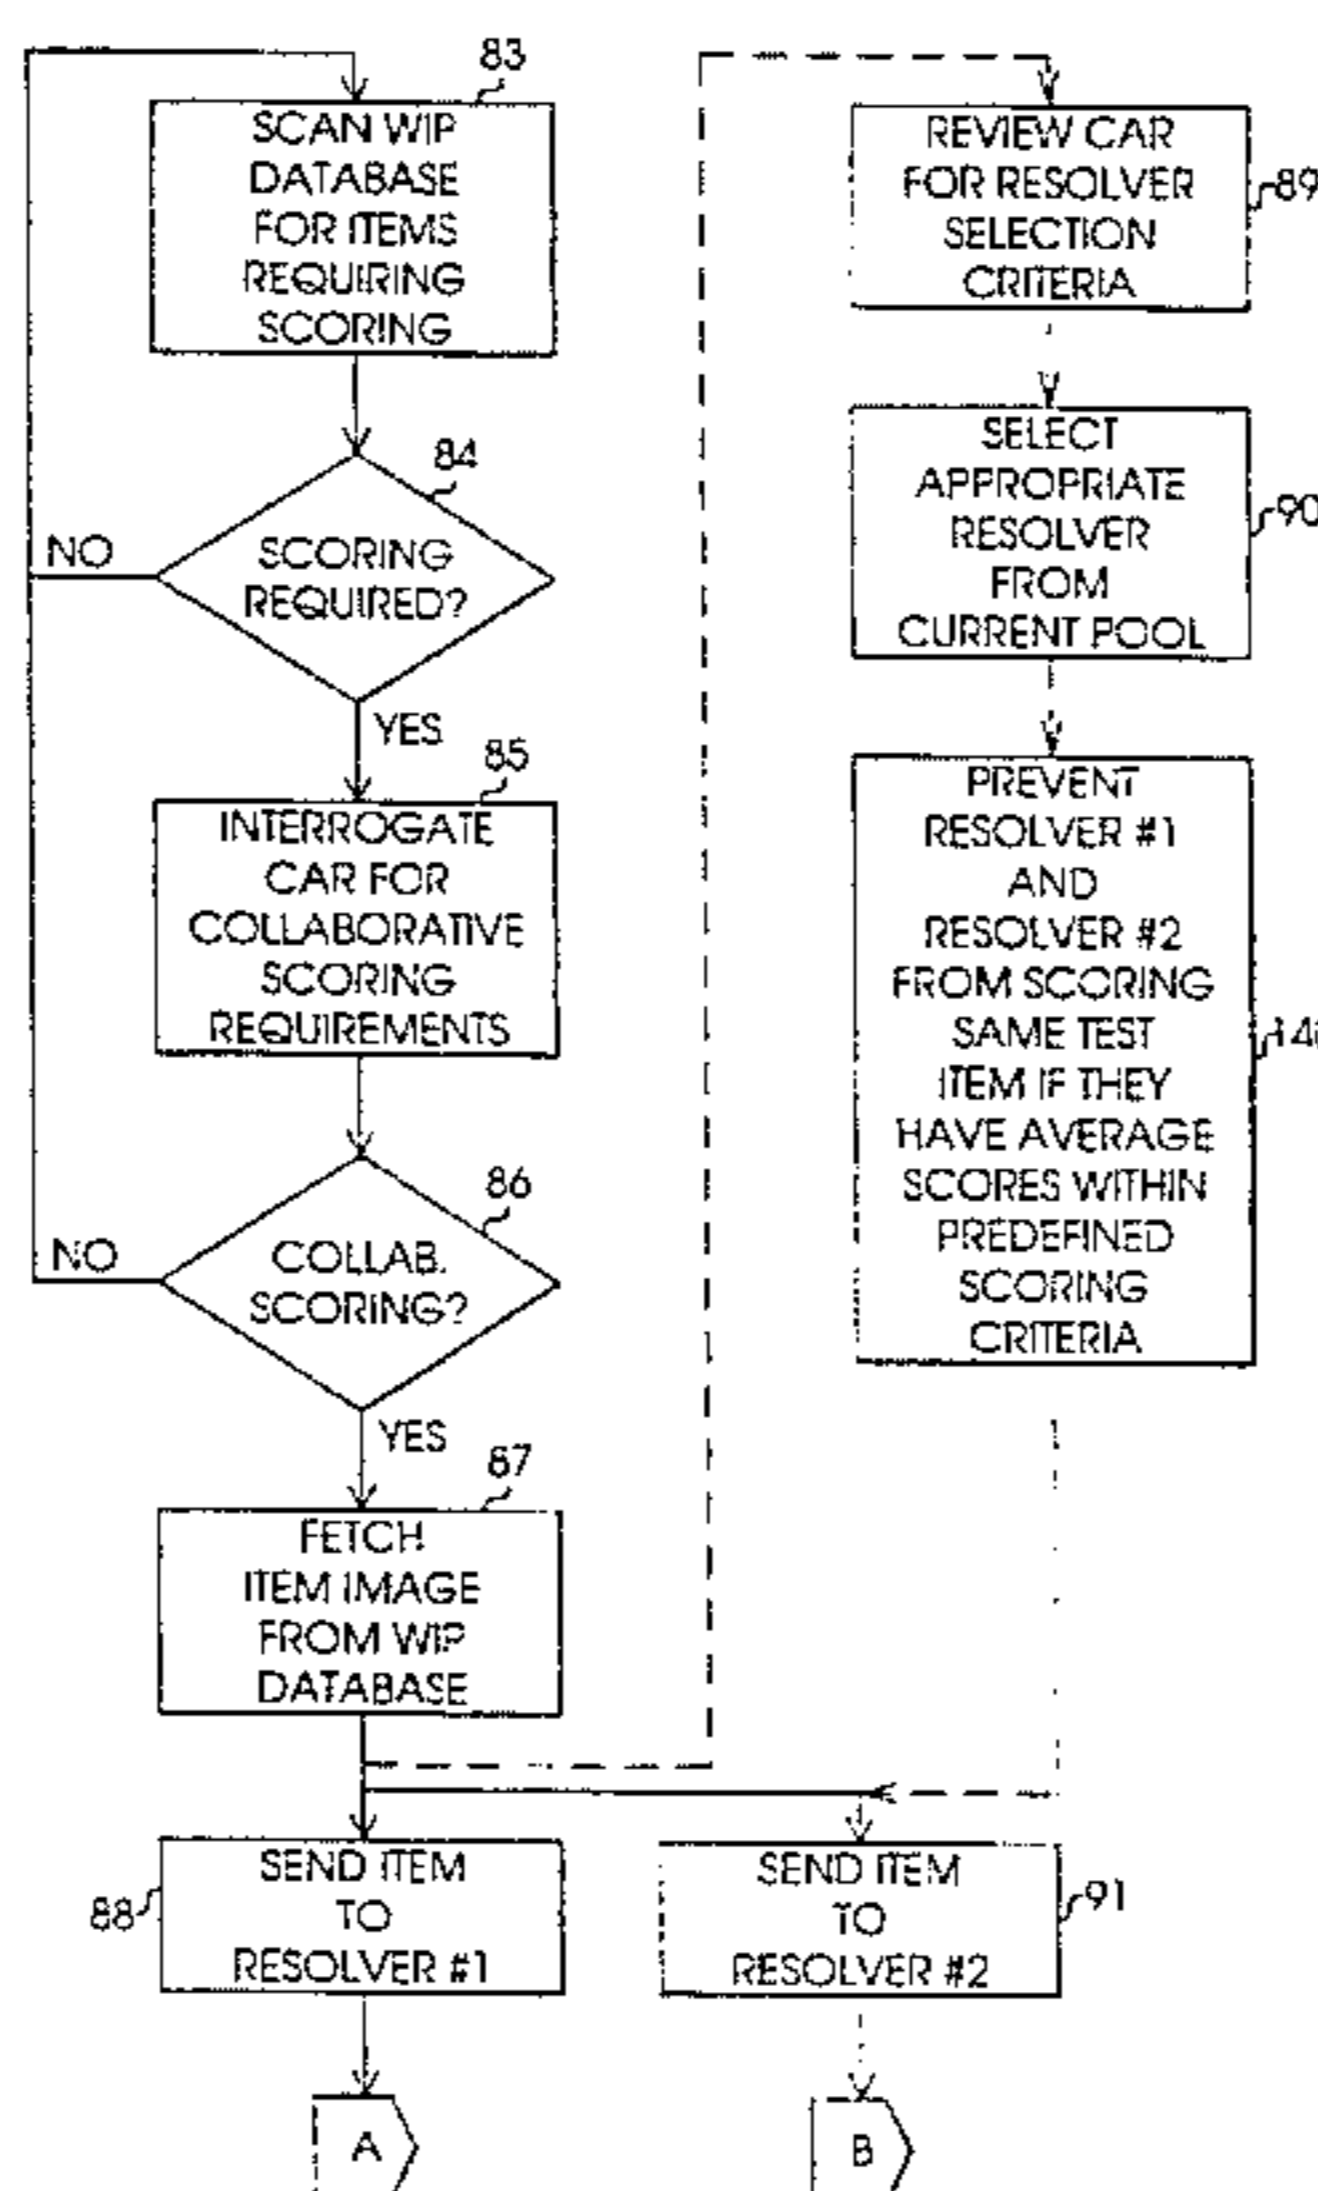 83
SCAN WIP
DATABASE
FOR ITEMS
REQUIRING
SCORING
84
SCORING
REQUIRED?
NO
YES
85
INTERROGATE
CAR FOR
COLLABORATIVE
SCORING
REQUIREMENTS
86
COLLAB.
SCORING?
NO
YES
87
FETCH
ITEM IMAGE
FROM WIP
DATABASE
88
SEND ITEM
TO
RESOLVER #1
A
REVIEW CAR
FOR RESOLVER
SELECTION
CRITERIA
89
SELECT
APPROPRIATE
RESOLVER
FROM
CURRENT POOL
90
PREVENT
RESOLVER #1
AND
RESOLVER #2
FROM SCORING
SAME TEST
ITEM IF THEY
HAVE AVERAGE
SCORES WITHIN
PREDEFINED
SCORING
CRITERIA
SEND ITEM
TO
RESOLVER #2
91
B